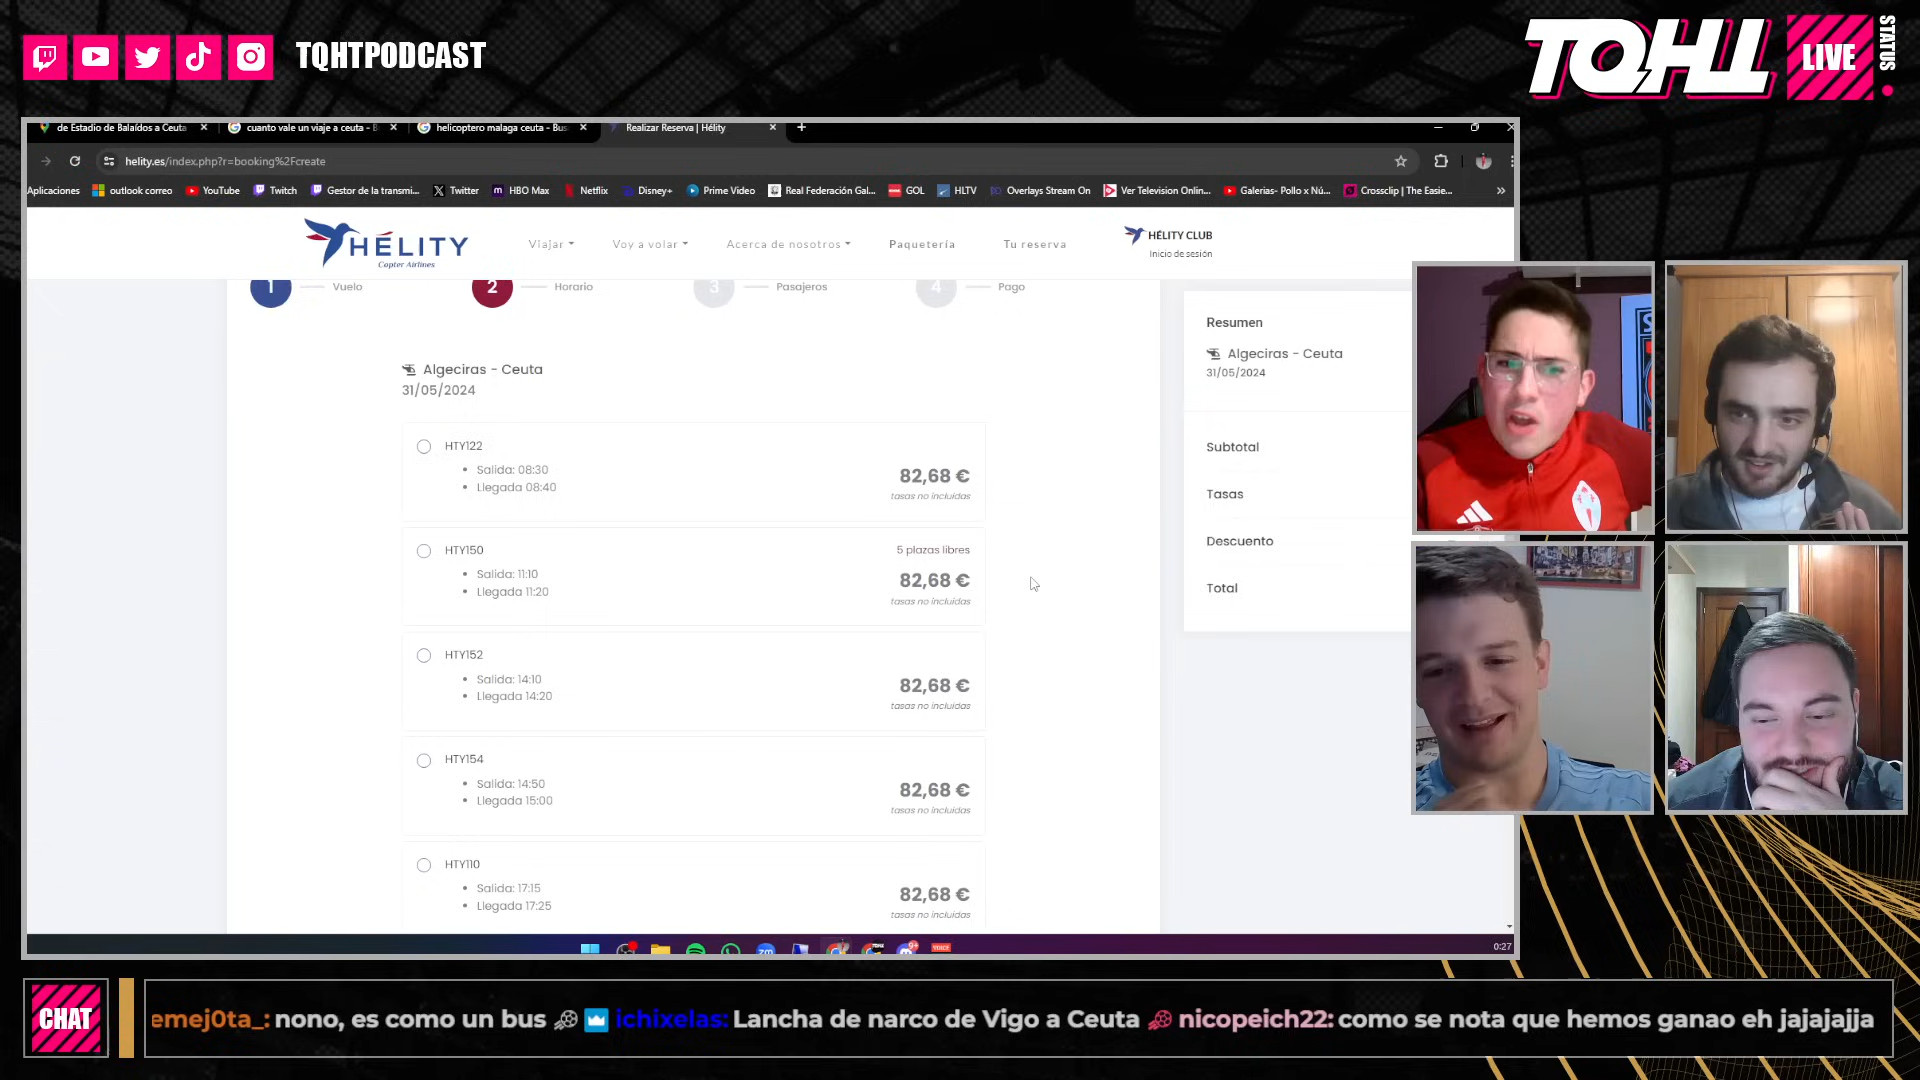 TQHTPODCAST
TQHT
LIVE
STATUS
de Estadio de Balaídos a Ceuta
cuanto vale un viaje a ceuta - B
helicoptero malaga ceuta - Bus
Realizar Reserva | Hélity
helity.es/index.php?r=booking%2Fcreate
Aplicaciones
outlook correo
YouTube
Twitch
Gestor de la transmi...
Twitter
HBO Max
Netflix
Disney+
Prime Video
Real Federación Gal...
GOL
HLTV
Overlays Stream On
Ver Television Onlin...
Galerias- Pollo x Nú...
Crossclip | The Easie...
HÉLITY
Copter Airlines
Viajar
Voy a volar
Acerca de nosotros
Paquetería
Tu reserva
HÉLITY CLUB
Inicio de sesión
1 Vuelo
2 Horario
3 Pasajeros
4 Pago
Algeciras - Ceuta
31/05/2024
HTY122
Salida: 08:30
Llegada 08:40
82,68 €
tasas no incluidas
HTY150
5 plazas libres
Salida: 11:10
Llegada 11:20
82,68 €
tasas no incluidas
HTY152
Salida: 14:10
Llegada 14:20
82,68 €
tasas no incluidas
HTY154
Salida: 14:50
Llegada 15:00
82,68 €
tasas no incluidas
HTY110
Salida: 17:15
Llegada 17:25
82,68 €
tasas no incluidas
Resumen
Algeciras - Ceuta
31/05/2024
Subtotal
Tasas
Descuento
Total
0:27
CHAT
emej0ta_: nono, es como un bus ichixelas: Lancha de narco de Vigo a Ceuta nicopeich22: como se nota que hemos ganao eh jajajajja